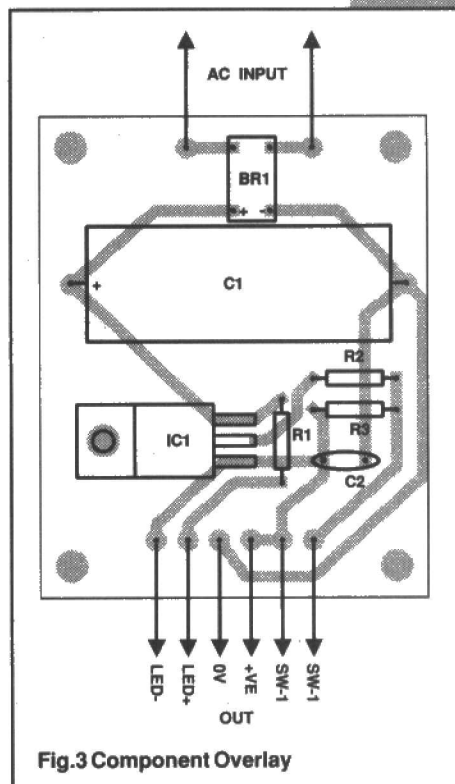 AC INPUT
BR1
+ -
+
C1
R2
R3
R1
IC1
C2
LED-
LED+
0V
+VE
SW-1
SW-1
OUT
Fig.3 Component Overlay